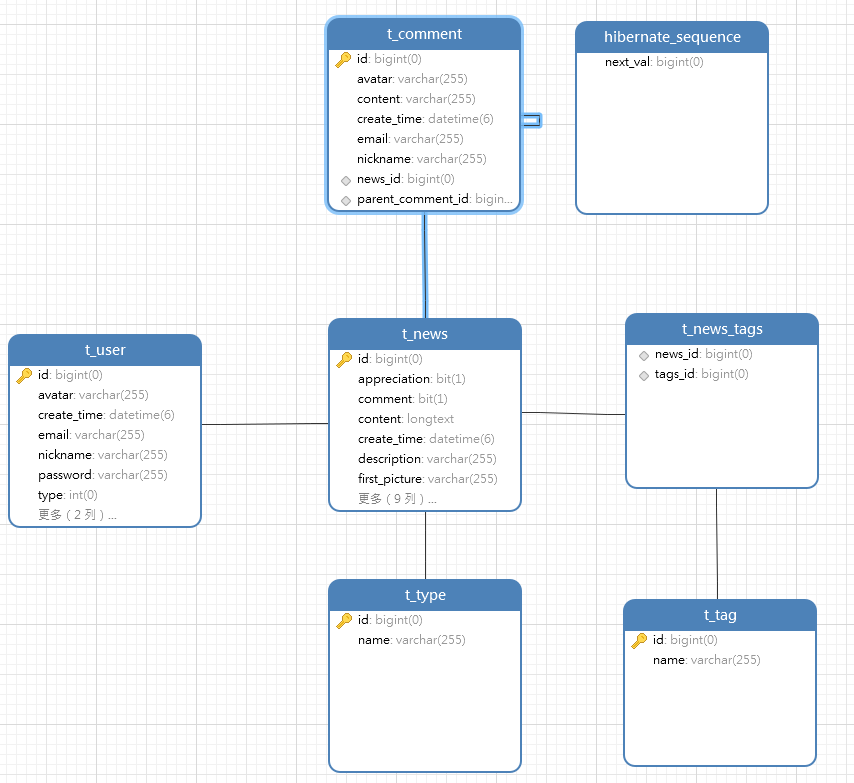 t_comment
id: bigint(0)
avatar: varchar(255)
content: varchar(255)
create_time: datetime(6)
email: varchar(255)
nickname: varchar(255)
news_id: bigint(0)
parent_comment_id: bigin...
hibernate_sequence
next_val: bigint(0)
t_user
id: bigint(0)
avatar: varchar(255)
create_time: datetime(6)
email: varchar(255)
nickname: varchar(255)
password: varchar(255)
type: int(0)
更多（2 列）...
t_news
id: bigint(0)
appreciation: bit(1)
comment: bit(1)
content: longtext
create_time: datetime(6)
description: varchar(255)
first_picture: varchar(255)
更多（9 列）...
t_news_tags
news_id: bigint(0)
tags_id: bigint(0)
t_type
id: bigint(0)
name: varchar(255)
t_tag
id: bigint(0)
name: varchar(255)